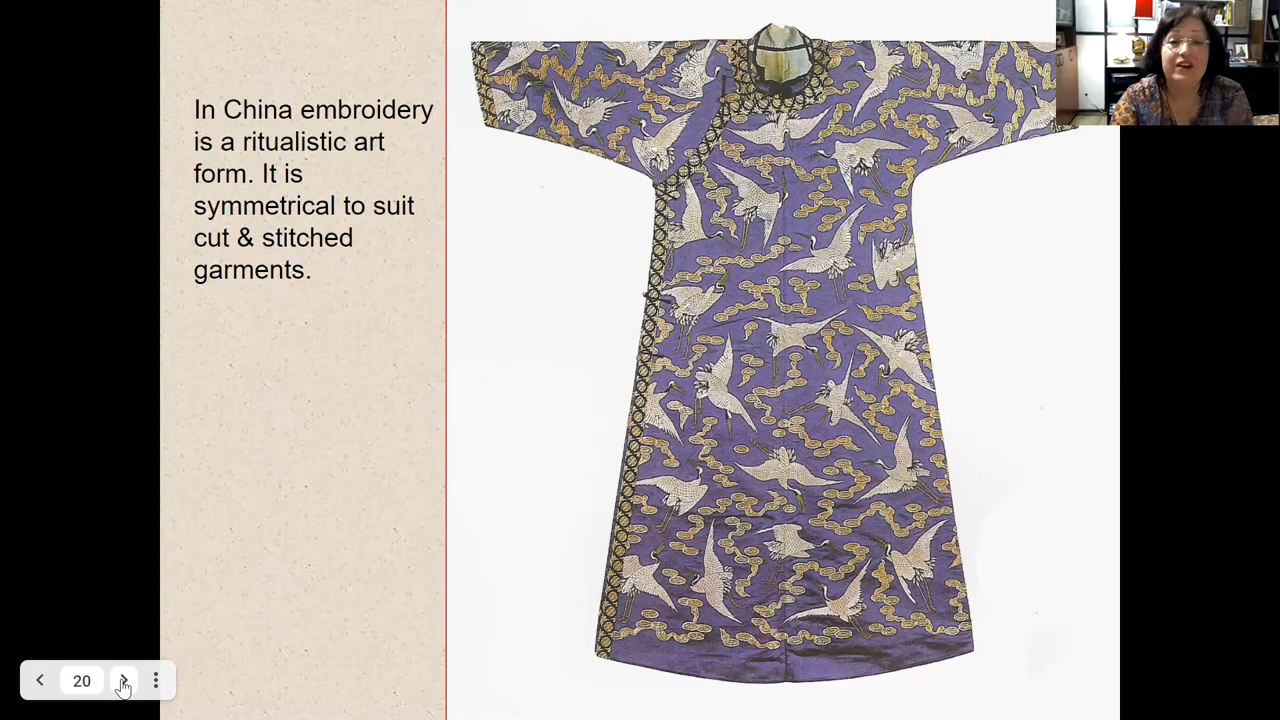 In China embroidery
is a ritualistic art
form. It is
symmetrical to suit
cut & stitched
garments.
20